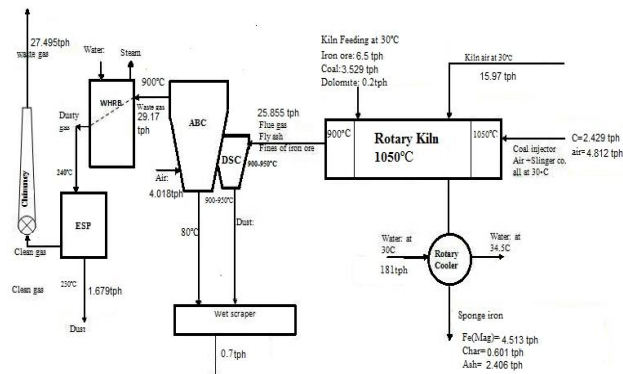 27.495tph
waste gas
Water:
Steam
WHRB
Dusty
gas
900℃
Waste gas
29.17
tph
ABC
DSC
Air:
4.018tph
900-950℃
80℃
Dust:
25.855 tph
Flue gas
Fly ash
Fines of iron ore
900-950℃
Kiln Feeding at 30℃
Iron ore: 6.5 tph
Coal:3.529 tph
Dolomite: 0.2tph
Kiln air at 30℃
15.97 tph
900℃
Rotary Kiln
1050℃
1050℃
C=2.429 tph
Coal injector
Air +Slinger co.
all at 30•C
air= 4.812 tph
Chimney
240℃
ESP
Clean gas
Clean gas
230℃
1.679tph
Dust
Wet scraper
0.7tph
Water: at
30C
181tph
Rotary
Cooler
Water: at
34.5C
Sponge iron
Fe(Mag)= 4.513 tph
Char=0.601 tph
Ash= 2.406 tph